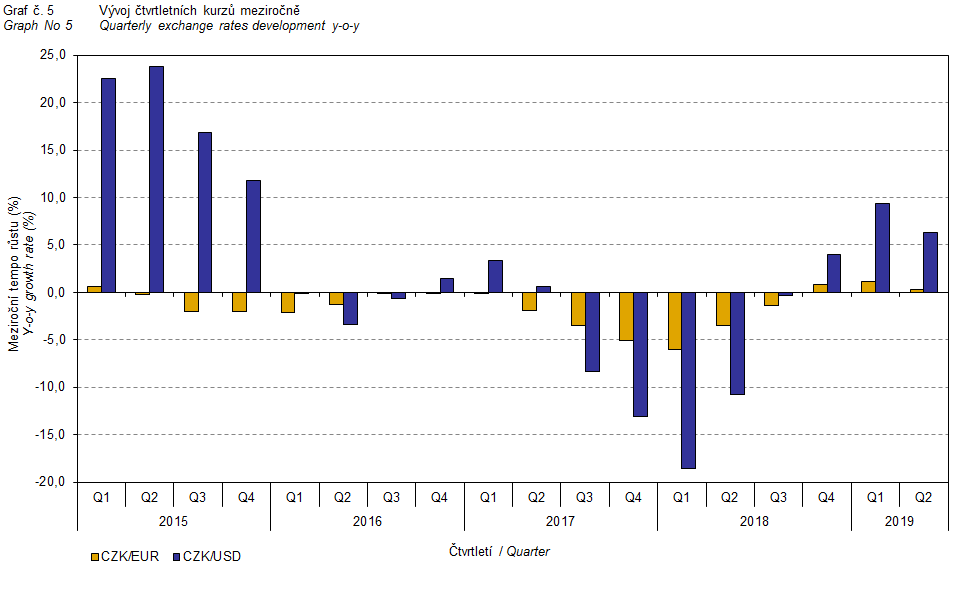 Graf č. 5 Vývoj čtvrtletních kurzů meziročně
Graph No 5 Quarterly exchange rates development y-o-y
25,0
20,0
15,0
10,0
5,0
0,0
-5,0
-10,0
-15,0
-20,0
Meziroční tempo růstu (%)
Y-o-y growth rate (%)
Q1 Q2 Q3 Q4 Q1 Q2 Q3 Q4 Q1 Q2 Q3 Q4 Q1 Q2 Q3 Q4 Q1 Q2
2015 2016 2017 2018 2019
Čtvrtletí / Quarter
CZK/EUR CZK/USD